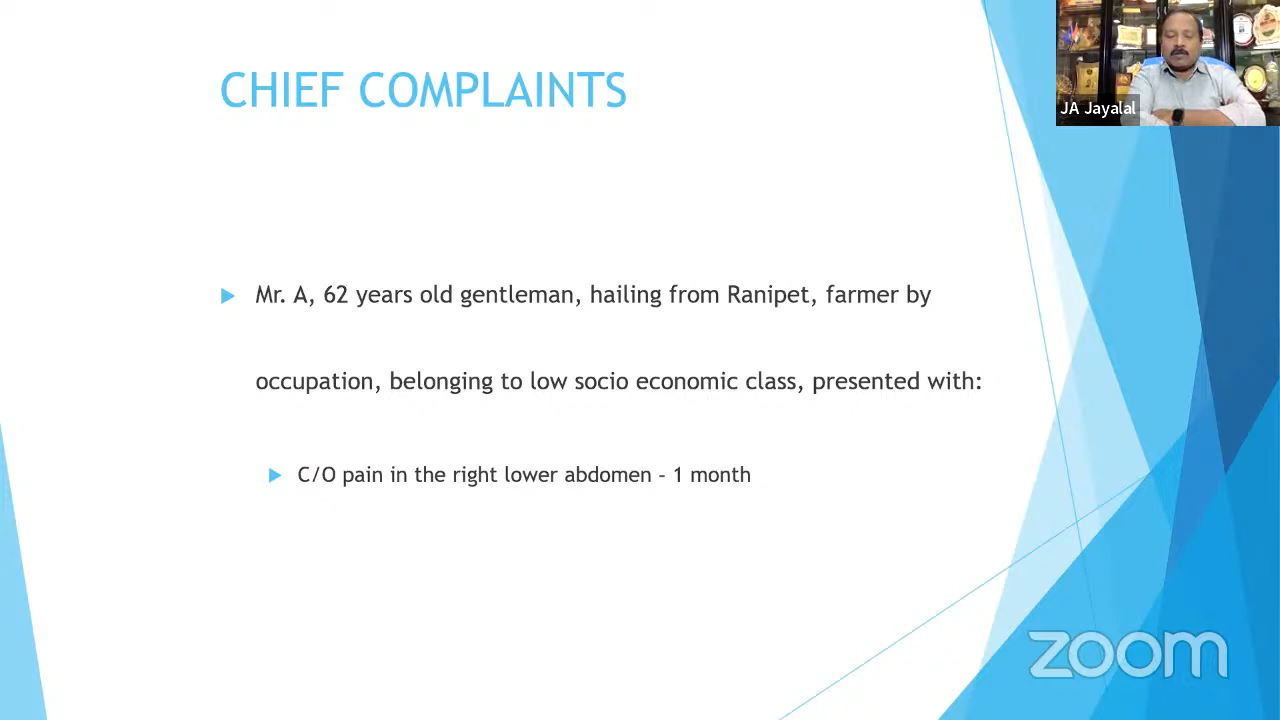 CHIEF COMPLAINTS
JA Jayalal
Mr. A, 62 years old gentleman, hailing from Ranipet, farmer by
occupation, belonging to low socio economic class, presented with:
C/O pain in the right lower abdomen – 1 month
zoom